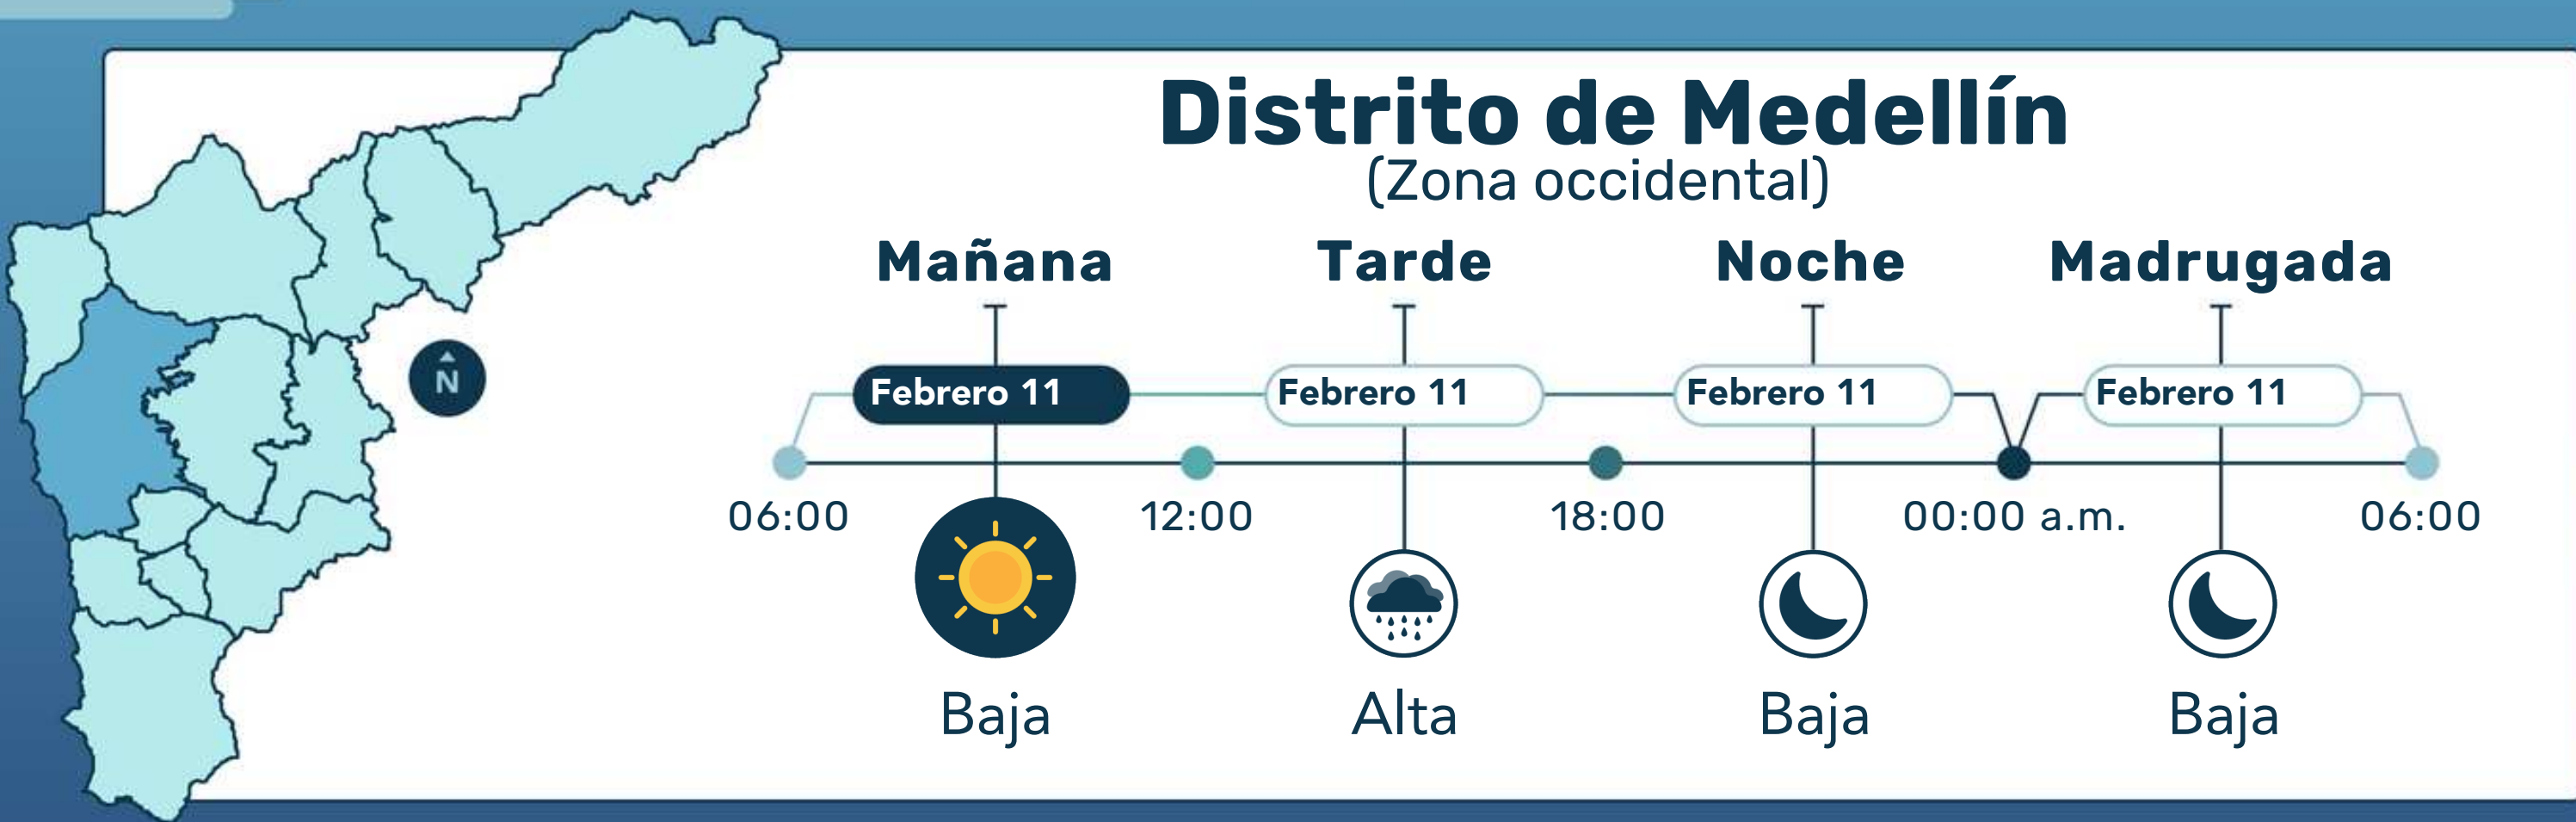 Distrito de Medellín
(Zona occidental)
Mañana Tarde Noche Madrugada
Febrero 11 Febrero 11 Febrero 11 Febrero 11
N
06:00 12:00 18:00 00:00 a.m. 06:00
Baja Alta Baja Baja